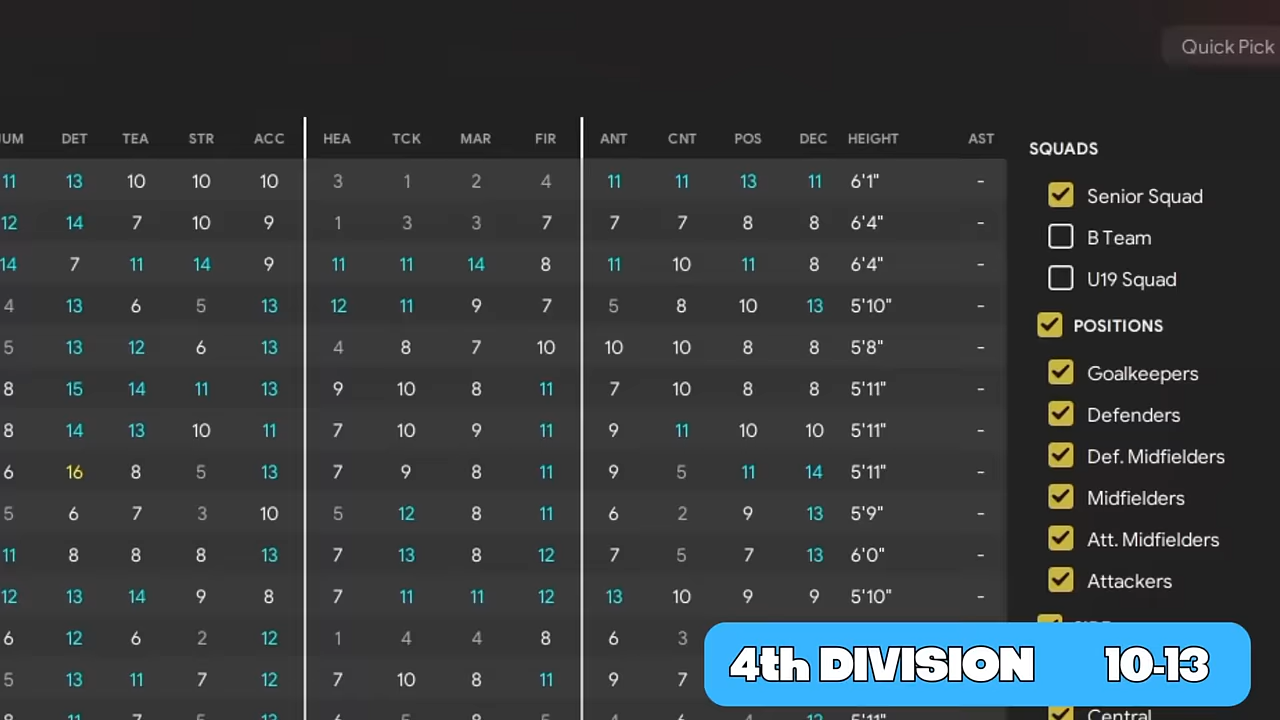 Quick Pick
DET TEA STR ACC HEA TCK MAR FIR ANT CNT POS DEC HEIGHT AST
SQUADS
11 13 10 10 10 3 1 2 4 11 11 13 11 6'1" -
Senior Squad
12 14 7 10 9 1 3 3 7 7 7 8 8 6'4" -
B Team
14 7 11 14 9 11 11 14 8 11 10 11 8 6'4" -
U19 Squad
4 13 6 5 13 12 11 9 7 5 8 10 13 5'10" -
POSITIONS
5 13 12 6 13 4 8 7 10 10 10 8 8 5'8" -
Goalkeepers
8 15 14 11 13 9 10 8 11 7 10 8 8 5'11" -
Defenders
8 14 13 10 11 7 10 9 11 9 11 10 10 5'11" -
Def. Midfielders
6 16 8 5 13 7 9 8 11 9 5 11 14 5'11" -
Midfielders
5 6 7 3 10 5 12 8 11 6 2 9 13 5'9" -
Att. Midfielders
11 8 8 8 13 7 13 8 12 7 5 7 13 6'0" -
Attackers
12 13 14 9 8 7 11 11 12 13 10 9 9 5'10" -
6 12 6 2 12 1 4 4 8 6 3
4th DIVISION 10-13
5 13 11 7 12 7 10 8 11 9 7
Central